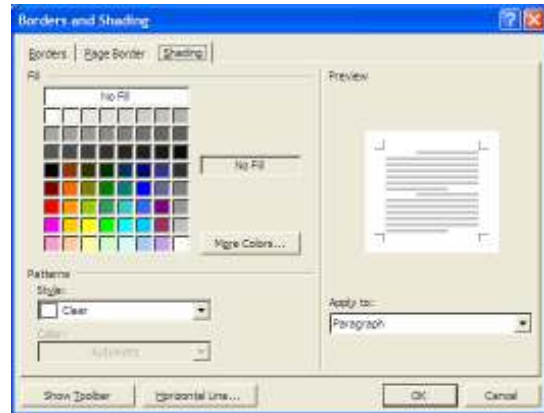 Borders and Shading
Borders Page Border Shading
Fill Preview
No Fill
No Fill
More Colors...
Patterns
Style: Apply to:
Clear Paragraph
Color:
Automatic
Show Toolbar Horizontal Line... OK Cancel